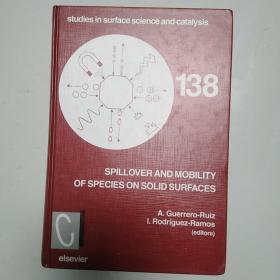 studies in surface science and catalysis
138
SPILLOVER AND MOBILITY
OF SPECIES ON SOLID SURFACES
A. Guerrero-Ruiz
I. Rodríguez-Ramos
(editors)
C
elsevier